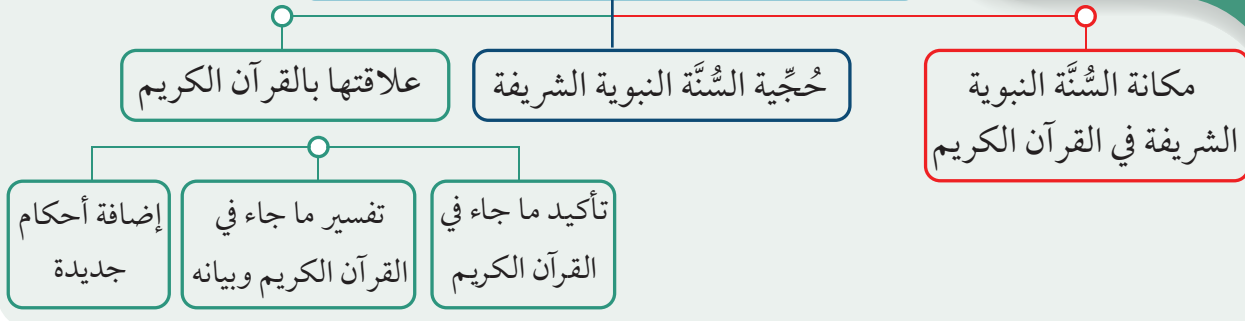 مكانة السُّنَّة النبوية
الشريفة في القرآن الكريم
حُجِّية السُّنَّة النبوية الشريفة
علاقتها بالقرآن الكريم
تأكيد ما جاء في
القرآن الكريم
تفسير ما جاء في
القرآن الكريم وبيانه
إضافة أحكام
جديدة